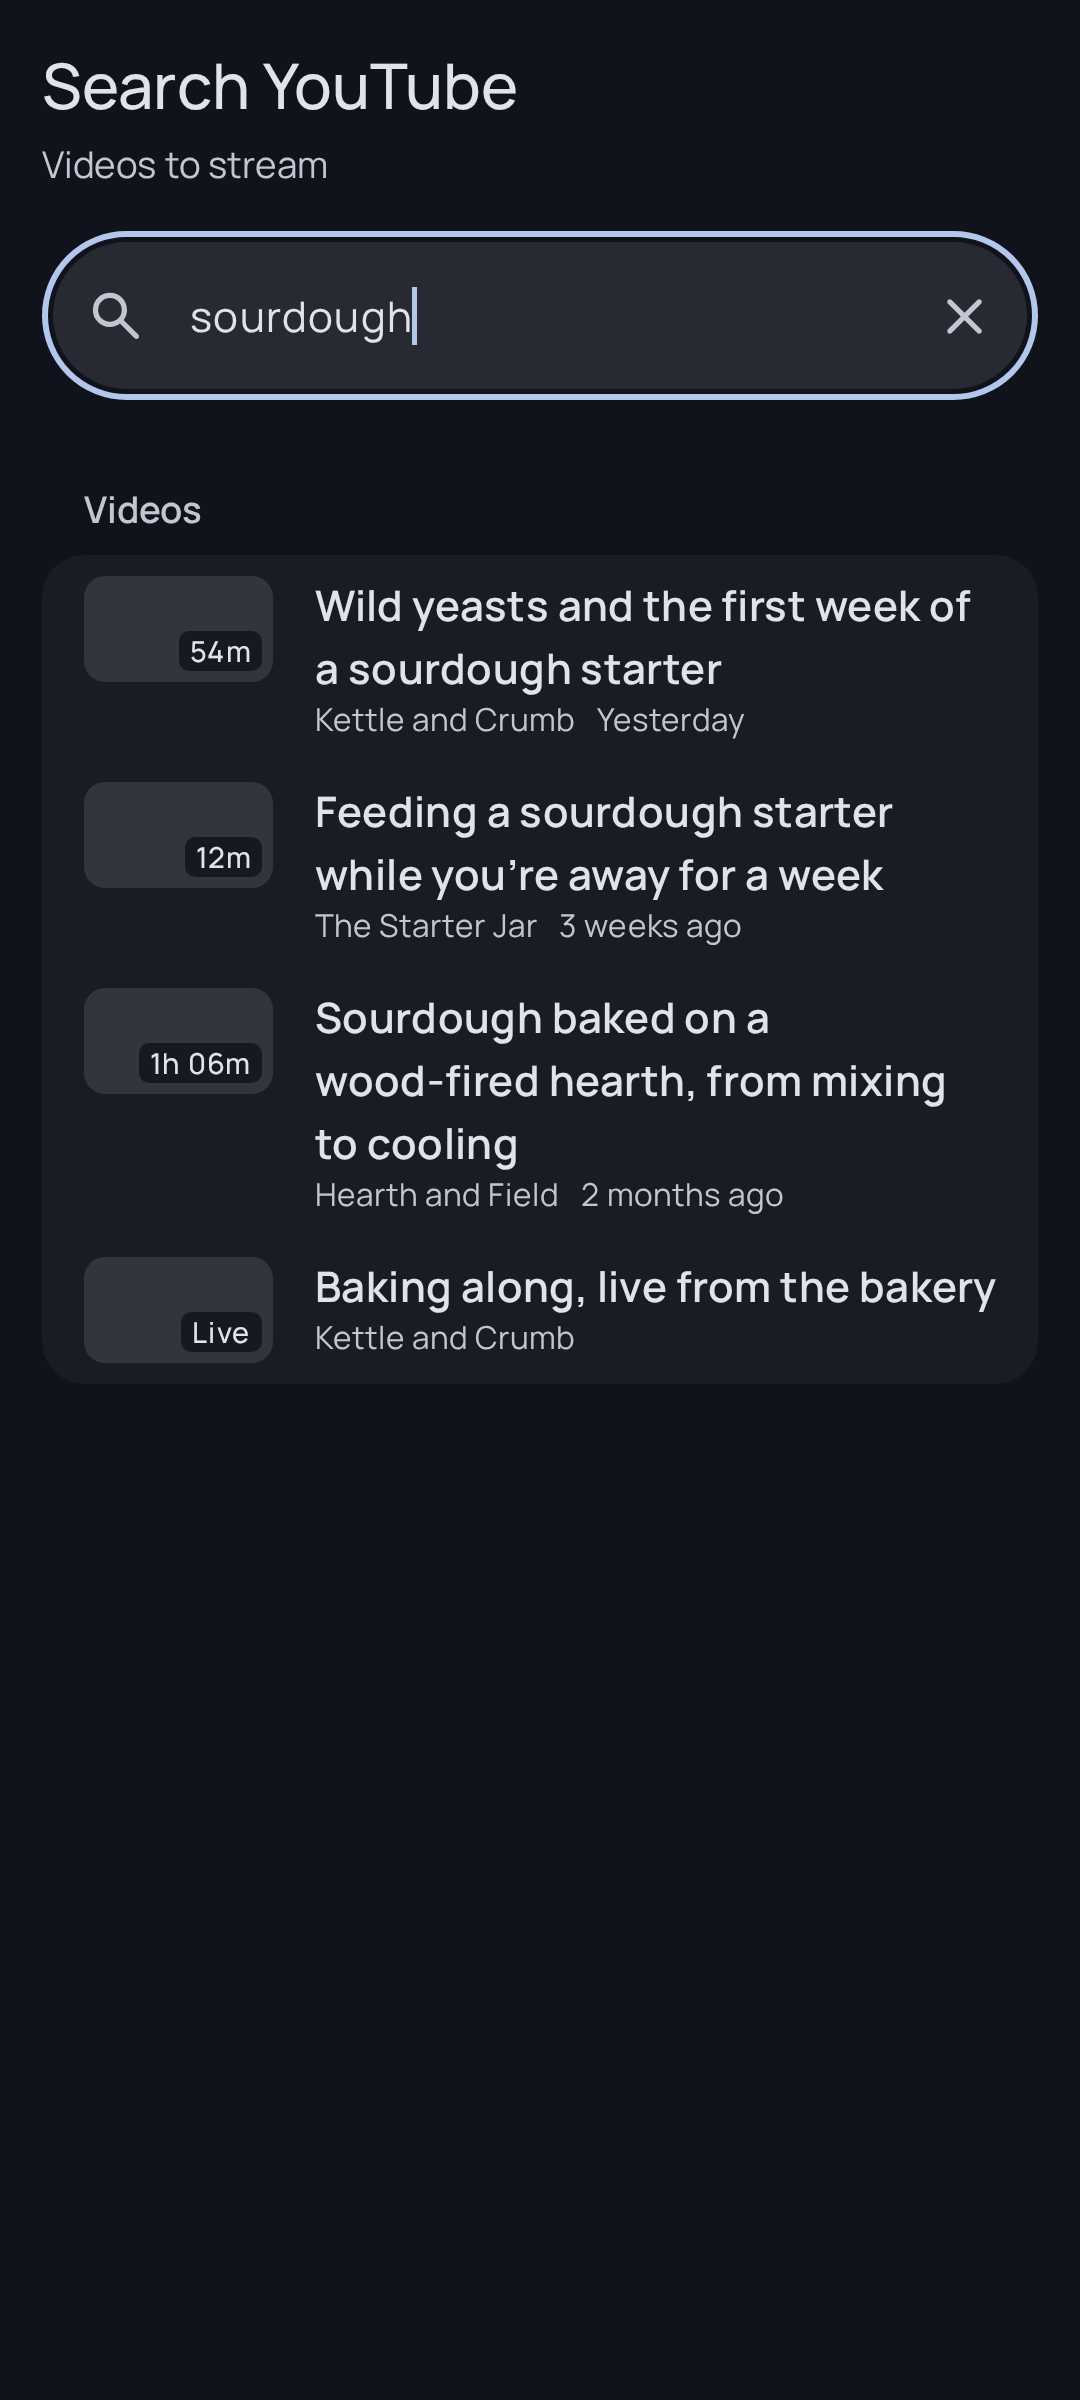 Search YouTube
Videos to stream
sourdough
Videos
54m
Wild yeasts and the first week of
a sourdough starter
Kettle and Crumb Yesterday
12m
Feeding a sourdough starter
while you’re away for a week
The Starter Jar 3 weeks ago
1h 06m
Sourdough baked on a
wood-fired hearth, from mixing
to cooling
Hearth and Field 2 months ago
Live
Baking along, live from the bakery
Kettle and Crumb